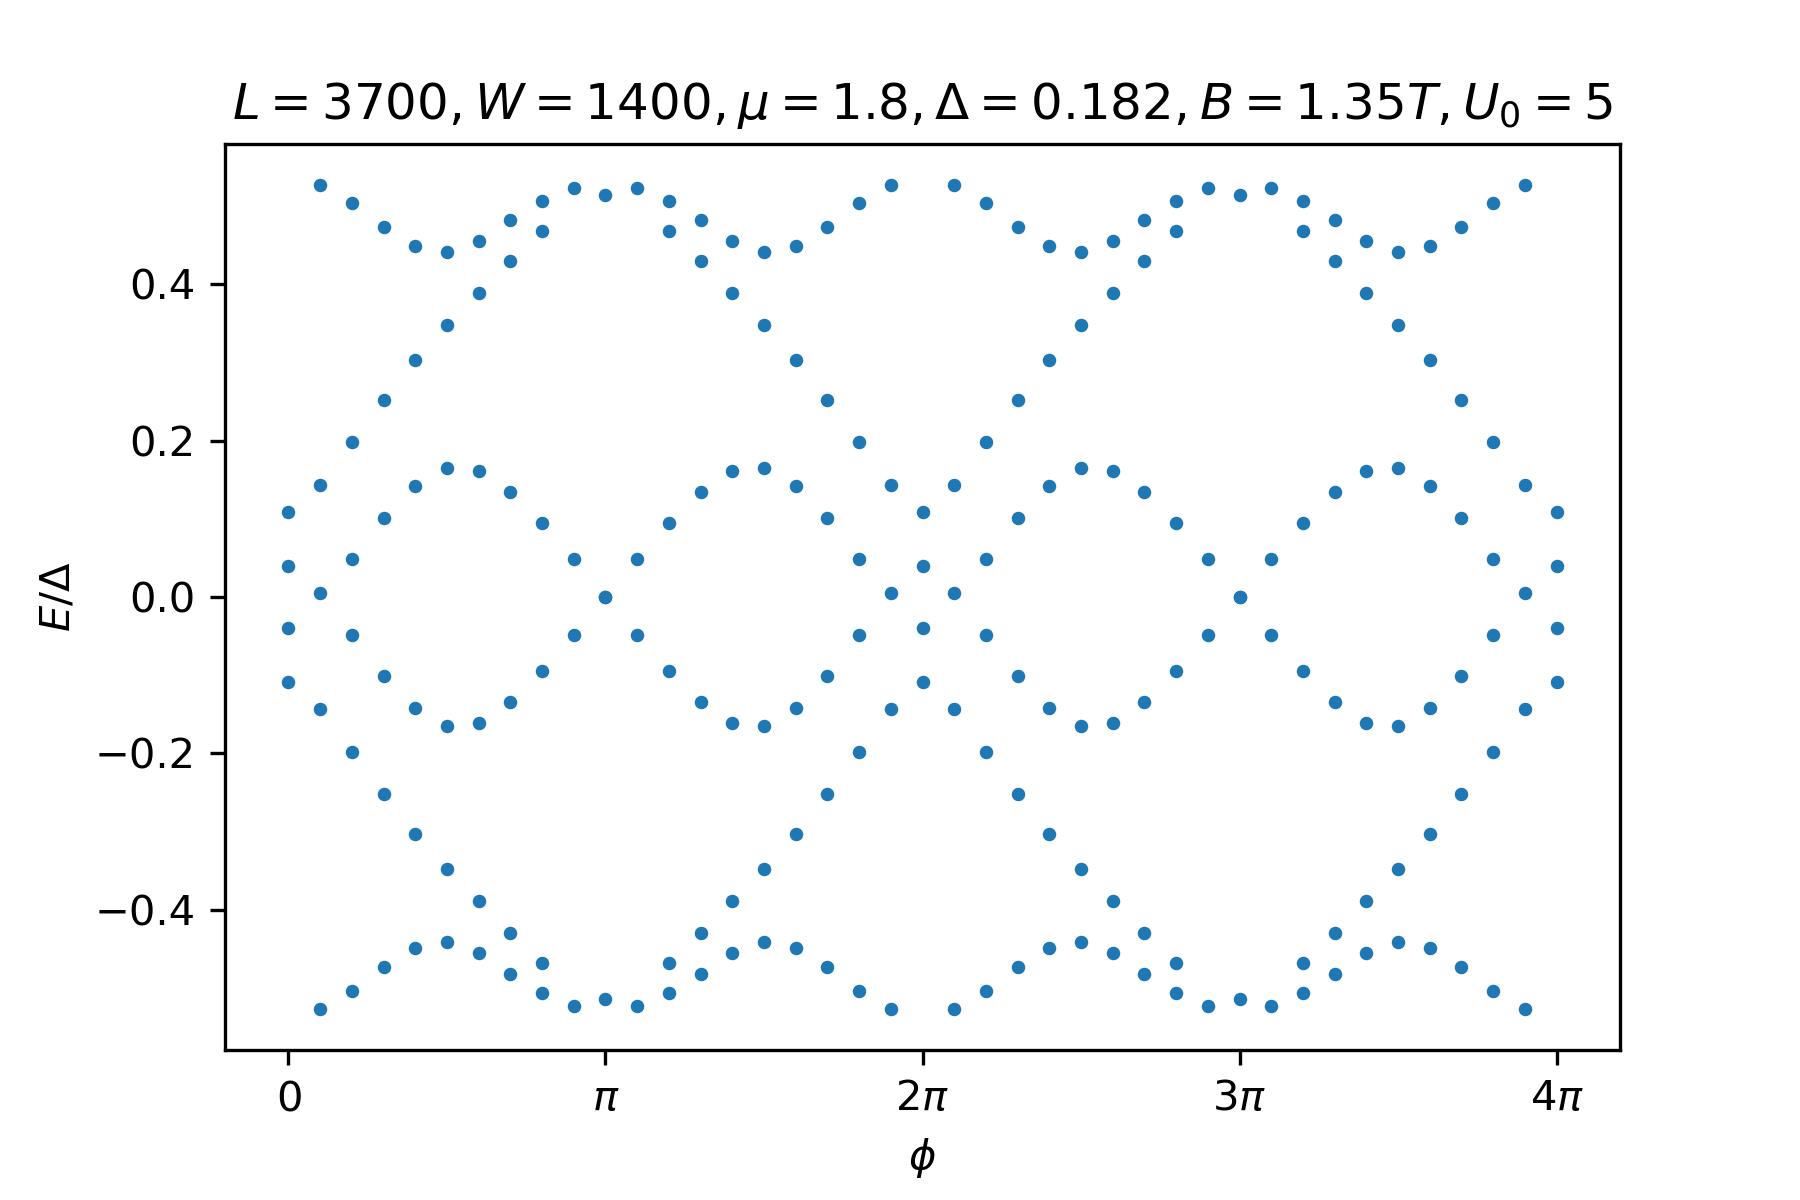 L = 3700, W = 1400, μ = 1.8, Δ = 0.182, B = 1.35T, U₀ = 5
E/Δ
0.4
0.2
0.0
−0.2
−0.4
0 π 2π 3π 4π
ϕ